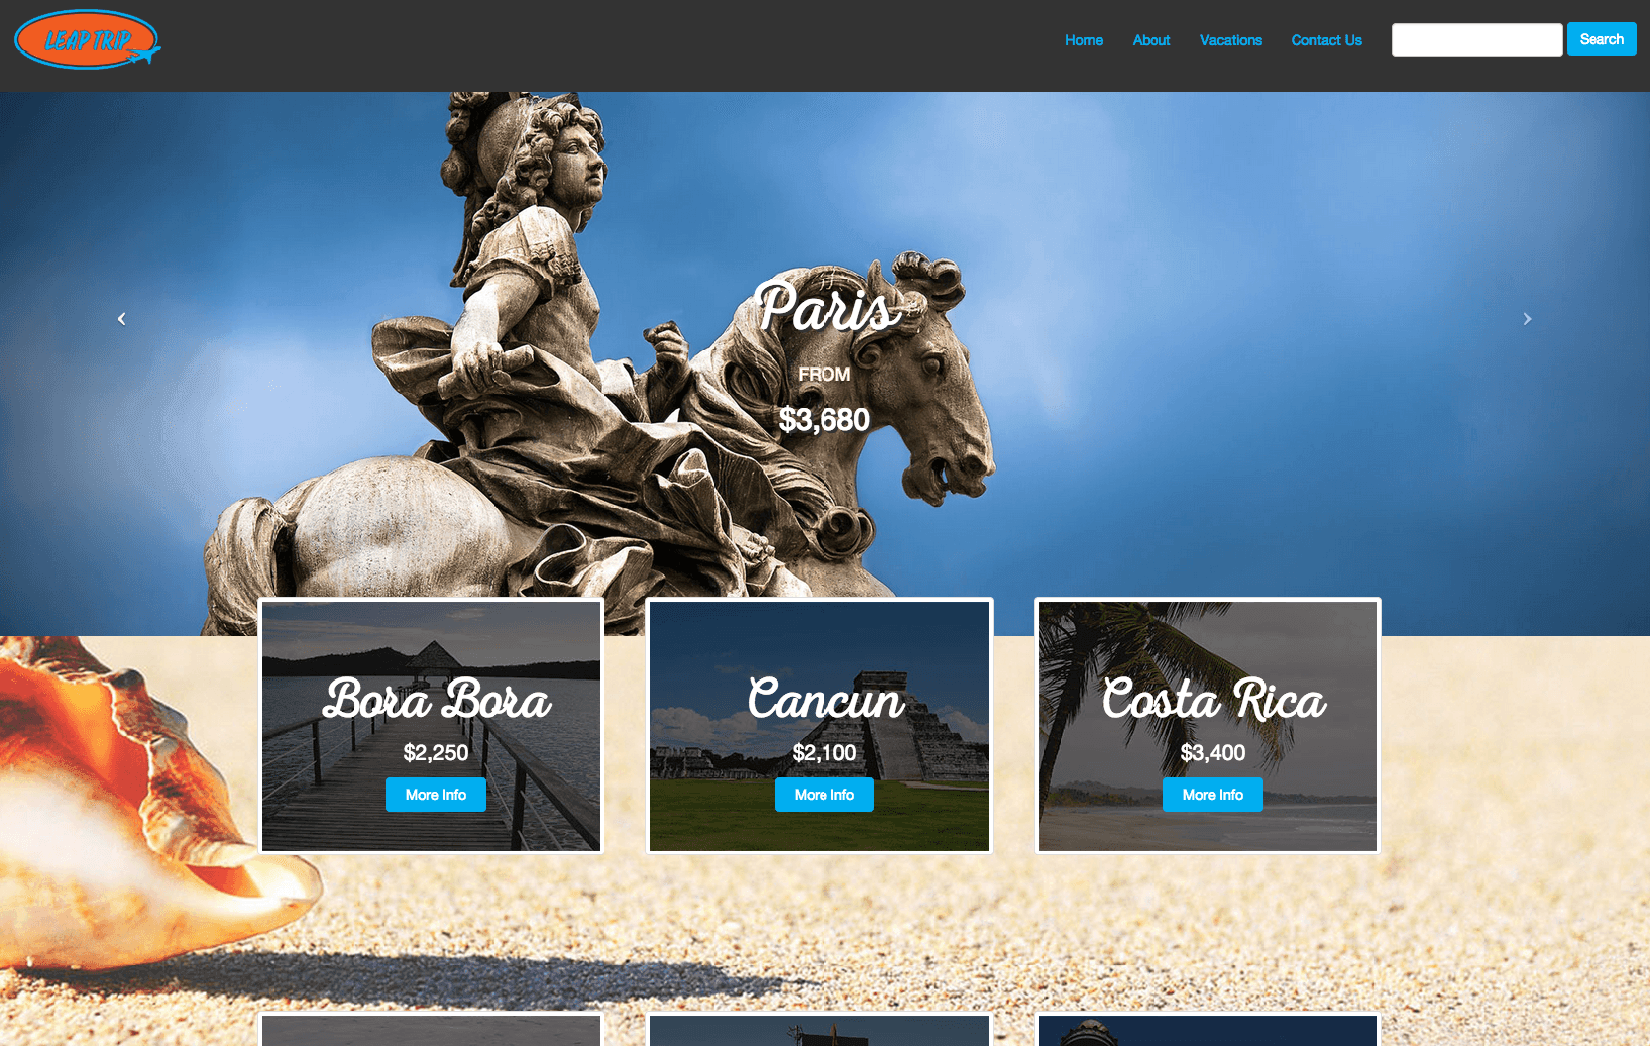 LEAP TRIP
Home About Vacations Contact Us Search
Paris
FROM
$3,680
Bora Bora
$2,250
More Info
Cancun
$2,100
More Info
Costa Rica
$3,400
More Info